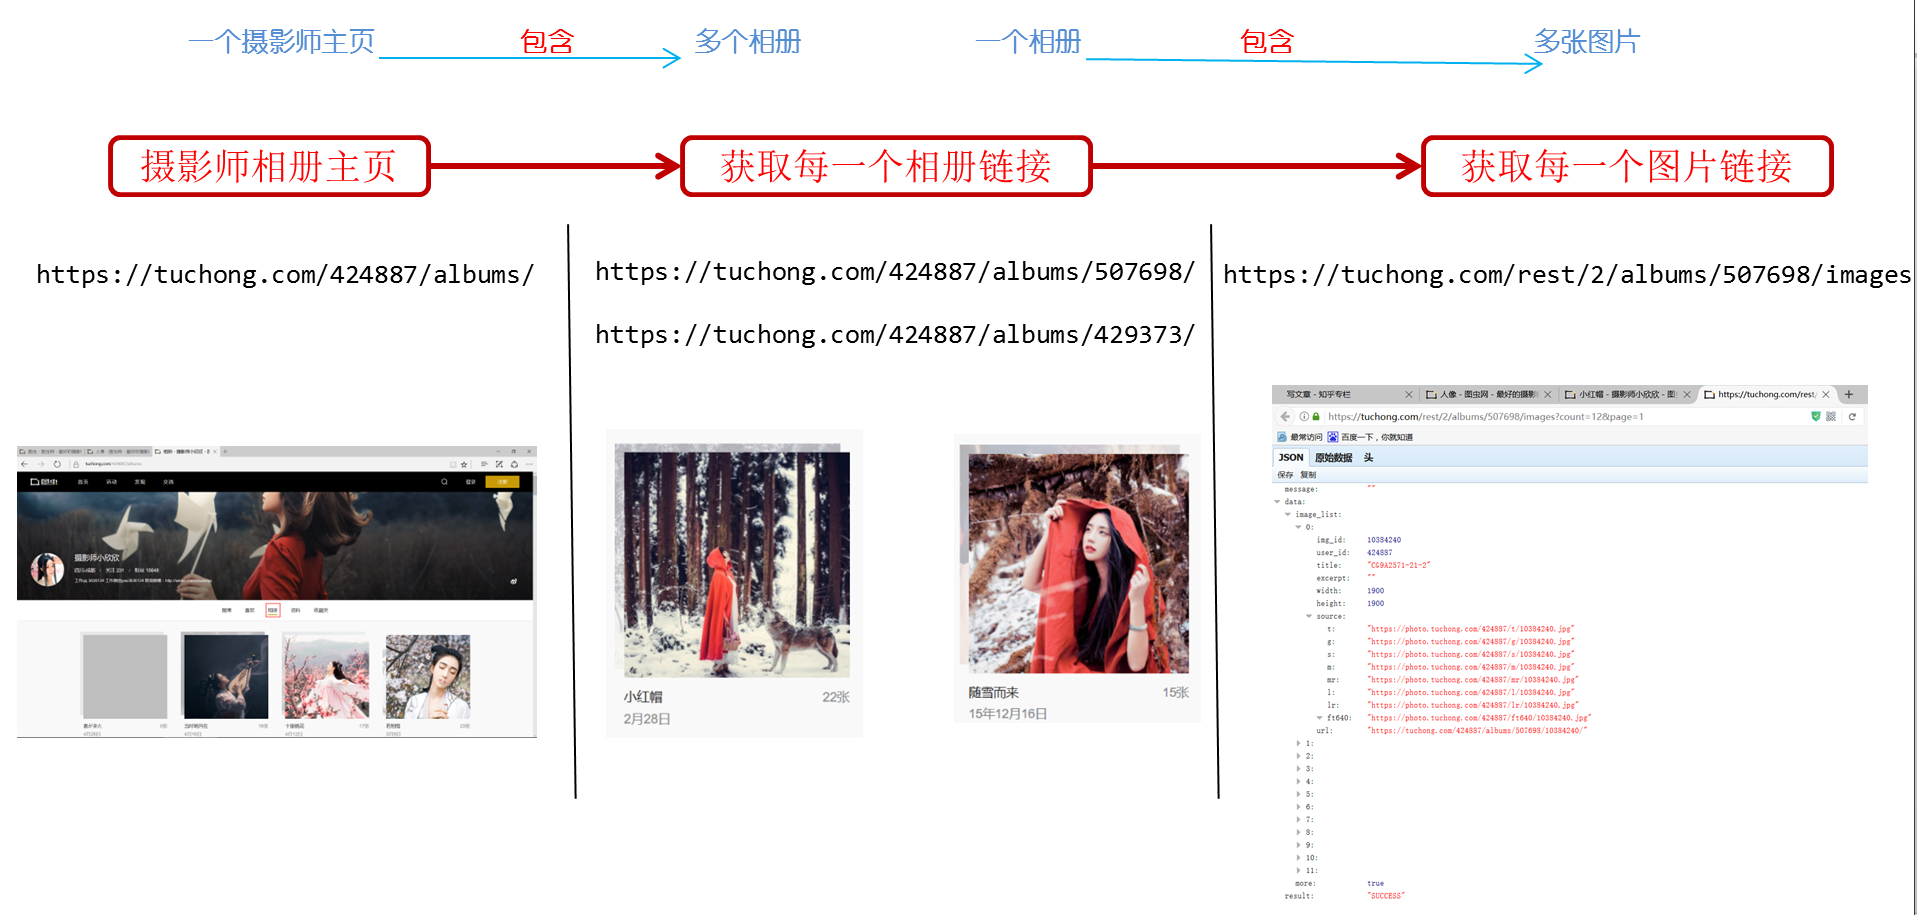 一个摄影师主页 包含 多个相册 一个相册 包含 多张图片
摄影师相册主页 获取每一个相册链接 获取每一个图片链接
https://tuchong.com/424887/albums/
https://tuchong.com/424887/albums/507698/
https://tuchong.com/424887/albums/429373/
https://tuchong.com/rest/2/albums/507698/images
摄影师小欣欣
小红帽 22张
2月28日
随雪而来 15张
15年12月16日
写文章 - 知乎专栏 人像 - 图虫网 - 最好的摄影 小红帽 - 摄影师小欣欣 - 图 https://tuchong.com/rest/
https://tuchong.com/rest/2/albums/507698/images?count=12&page=1
最常访问 百度一下，你就知道
JSON 原始数据 头
保存 复制
message: ""
data:
image_list:
0:
img_id: 10384240
user_id: 424887
title: "CG9A2571-21-2"
excerpt: ""
width: 1900
height: 1900
source:
t: "https://photo.tuchong.com/424887/t/10384240.jpg"
g: "https://photo.tuchong.com/424887/g/10384240.jpg"
s: "https://photo.tuchong.com/424887/s/10384240.jpg"
m: "https://photo.tuchong.com/424887/m/10384240.jpg"
mr: "https://photo.tuchong.com/424887/mr/10384240.jpg"
l: "https://photo.tuchong.com/424887/l/10384240.jpg"
lr: "https://photo.tuchong.com/424887/lr/10384240.jpg"
ft640: "https://photo.tuchong.com/424887/ft640/10384240.jpg"
url: "https://tuchong.com/424887/albums/507698/10384240/"
1:
2:
3:
4:
5:
6:
7:
8:
9:
10:
11:
more: true
result: "SUCCESS"